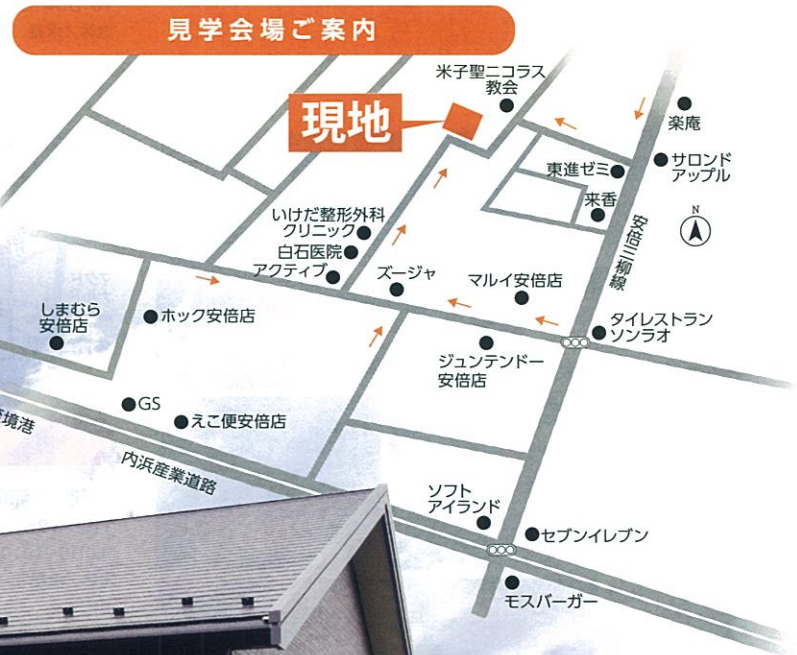 見学会場ご案内
米子聖ニコラス
教会
現地
楽庵
東進ゼミ
サロンド
アップル
来香
N
いけだ整形外科
クリニック
白石医院
アクティブ
ズージャ
マルイ安倍店
安倍三柳線
しまむら
安倍店
ホック安倍店
タイレストラン
ソンラオ
ジュンテンドー
安倍店
GS
えこ便安倍店
境港
内浜産業道路
ソフト
アイランド
セブンイレブン
モスバーガー